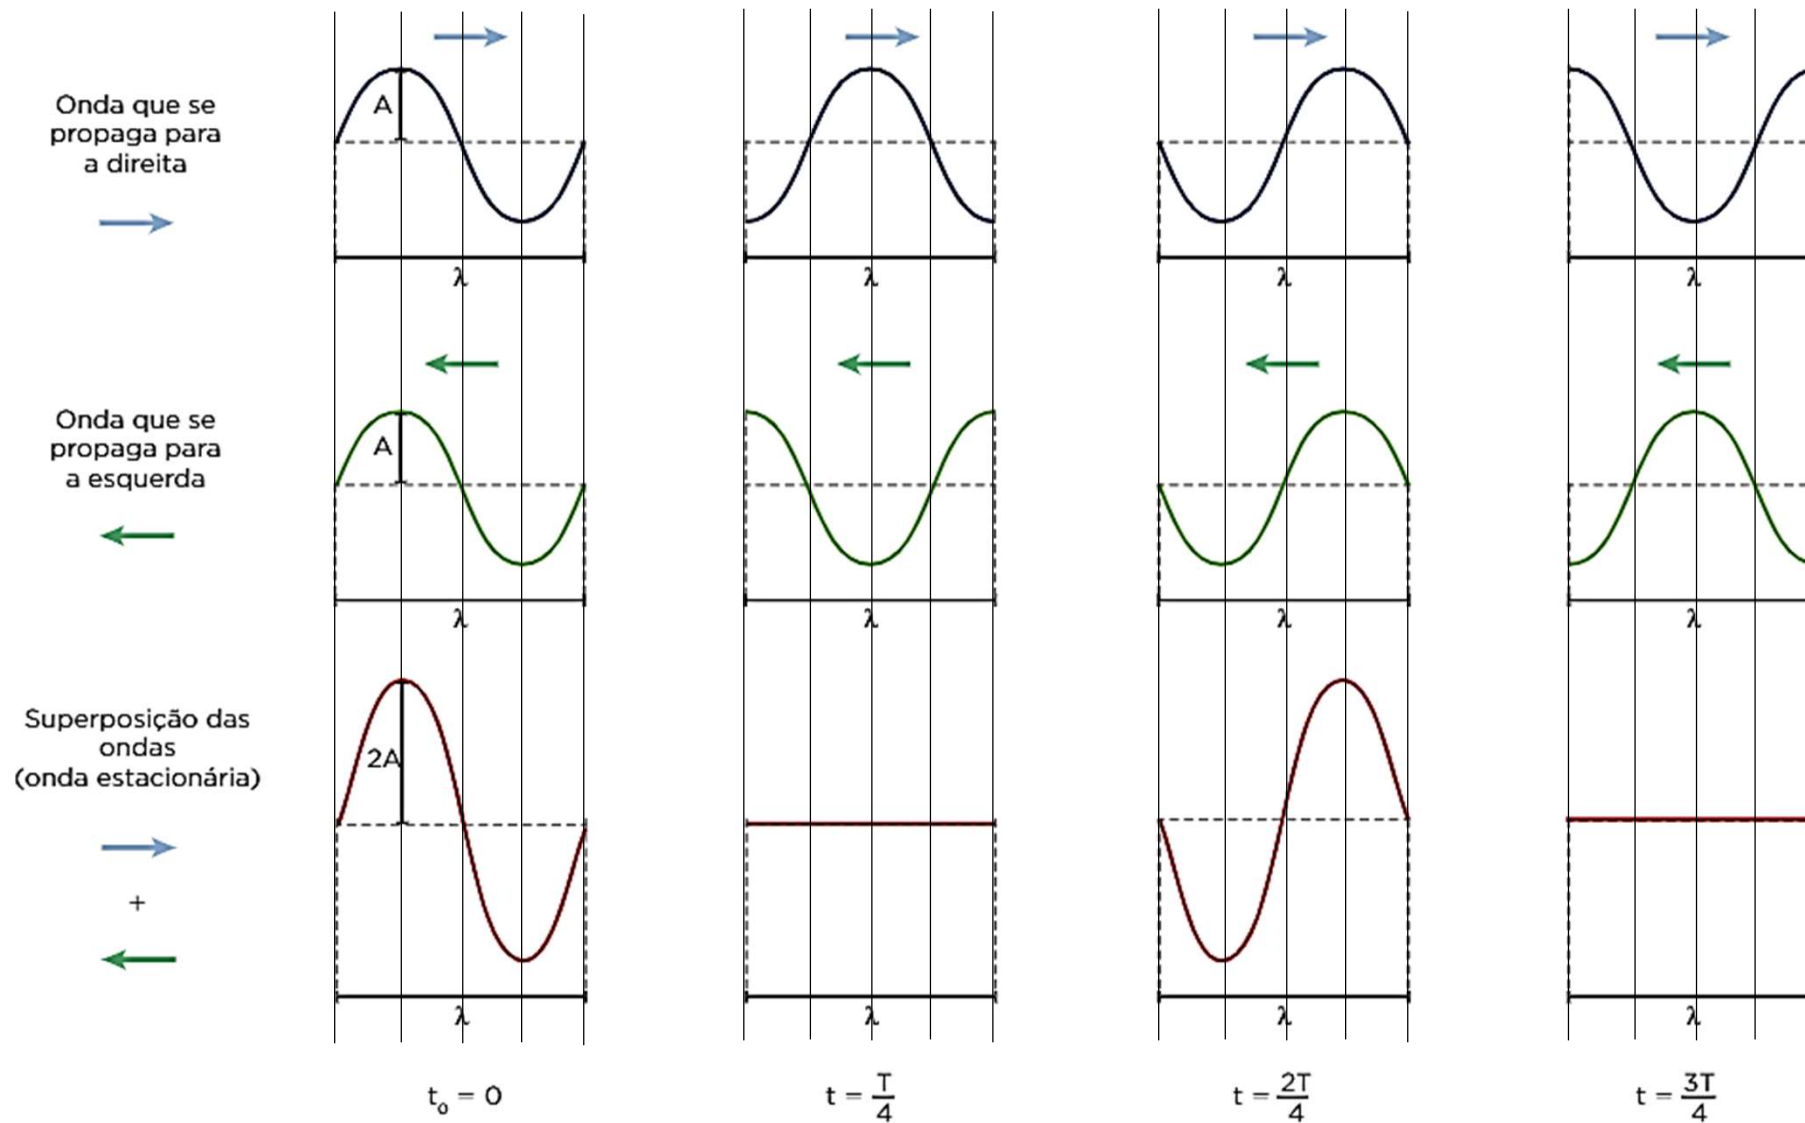 Onda que se
propaga para
a direita
A
λ
λ
λ
λ
Onda que se
propaga para
a esquerda
A
λ
λ
λ
λ
Superposição das
ondas
(onda estacionária)
+
2A
λ
λ
λ
λ
t₀ = 0
t = T/4
t = 2T/4
t = 3T/4